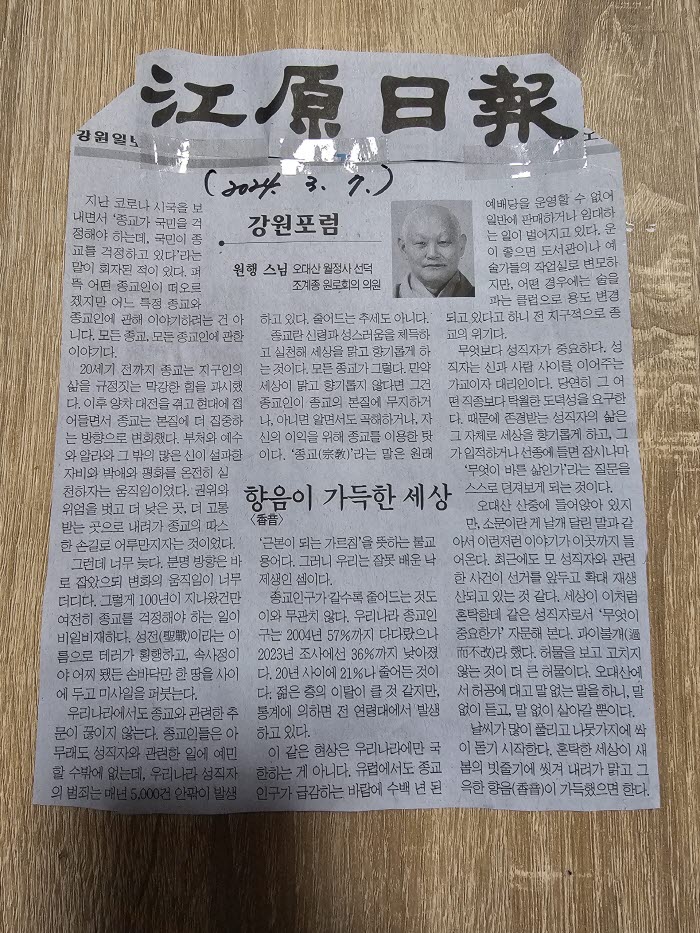 江原日報
강원일보
(2024. 3. 7.)
강원포럼
원행 스님 오대산 월정사 선덕
조계종 원로회의 의원
지난 코로나 시국을 보
내면서 ‘종교가 국민을 걱
정해야 하는데, 국민이 종
교를 걱정하고 있다’라는
말이 회자된 적이 있다. 퍼
뜩 어떤 종교인이 떠오르
겠지만 어느 특정 종교와
종교인에 관해 이야기하려는 건 아
니다. 모든 종교, 모든 종교인에 관한
이야기다.
20세기 전까지 종교는 지구인의
삶을 규정짓는 막강한 힘을 과시했
다. 이후 양차 대전을 겪고 현대에 접
어들면서 종교는 본질에 더 집중하
는 방향으로 변화했다. 부처와 예수
와 알라와 그 밖의 많은 신이 설파한
자비와 박애와 평화를 온전히 실
천하자는 움직임이었다. 권위와
위엄을 벗고 더 낮은 곳, 더 고통
받는 곳으로 내려가 종교의 따스
한 손길로 어루만지자는 것이었다.
그런데 너무 늦다. 분명 방향은 바
로 잡았으되 변화의 움직임이 너무
더디다. 그렇게 100년이 지나왔건만
여전히 종교를 걱정해야 하는 일이
비일비재하다. 성전(聖戰)이라는 이
름으로 테러가 횡행하고, 속사정이
야 어찌 됐든 손바닥만 한 땅을 사이
에 두고 미사일을 퍼붓는다.
우리나라에서도 종교와 관련한 추
문이 끊이지 않는다. 종교인들은 아
무래도 성직자와 관련한 일에 예민
할 수밖에 없는데, 우리나라 성직자
의 범죄는 매년 5,000건 안팎이 발생
하고 있다. 줄어드는 추세도 아니다.
종교란 신령과 성스러움을 체득하
고 실천해 세상을 맑고 향기롭게 하
는 것이다. 모든 종교가 그렇다. 만약
세상이 맑고 향기롭지 않다면 그건
종교인이 종교의 본질에 무지하거
나, 아니면 알면서도 곡해하거나, 자
신의 이익을 위해 종교를 이용한 탓
이다. ‘종교(宗敎)’라는 말은 원래
향음이 가득한 세상
〈香音〉
‘근본이 되는 가르침’을 뜻하는 불교
용어다. 그러니 우리는 잘못 배운 낙
제생인 셈이다.
종교인구가 갈수록 줄어드는 것도
이와 무관치 않다. 우리나라 종교인
구는 2004년 57%까지 다다랐으나
2023년 조사에선 36%까지 낮아졌
다. 20년 사이에 21%나 줄어든 것이
다. 젊은 층의 이탈이 클 것 같지만,
통계에 의하면 전 연령대에서 발생
하고 있다.
이 같은 현상은 우리나라에만 국
한하는 게 아니다. 유럽에서도 종교
인구가 급감하는 바람에 수백 년 된
예배당을 운영할 수 없어
일반에 판매하거나 임대하
는 일이 벌어지고 있다. 운
이 좋으면 도서관이나 예
술가들의 작업실로 변모하
지만, 어떤 경우에는 술을
파는 클럽으로 용도 변경
되고 있다고 하니 전 지구적으로 종
교의 위기다.
무엇보다 성직자가 중요하다. 성
직자는 신과 사람 사이를 이어주는
가교이자 대리인이다. 당연히 그 어
떤 직종보다 탁월한 도덕성을 요구한
다. 때문에 존경받는 성직자의 삶은
그 자체로 세상을 향기롭게 하고, 그
가 입적하거나 선종에 들면 잠시나마
‘무엇이 바른 삶인가’라는 질문을
스스로 던져보게 되는 것이다.
오대산 산중에 들어앉아 있지
만, 소문이란 게 날개 달린 말과 같
아서 이런저런 이야기가 이곳까지 들
어온다. 최근에도 모 성직자와 관련
한 사건이 선거를 앞두고 확대 재생
산되고 있는 것 같다. 세상이 이처럼
혼탁한데 같은 성직자로서 ‘무엇이
중요한가’ 자문해 본다. 과이불개(過
而不改)라 했다. 허물을 보고 고치지
않는 것이 더 큰 허물이다. 오대산에
서 허공에 대고 말 없는 말을 하니, 말
없이 듣고, 말 없이 살아갈 뿐이다.
날씨가 많이 풀리고 나뭇가지에 싹
이 돋기 시작한다. 혼탁한 세상이 새
봄의 빗줄기에 씻겨 내려가 맑고 그
윽한 향음(香音)이 가득했으면 한다.